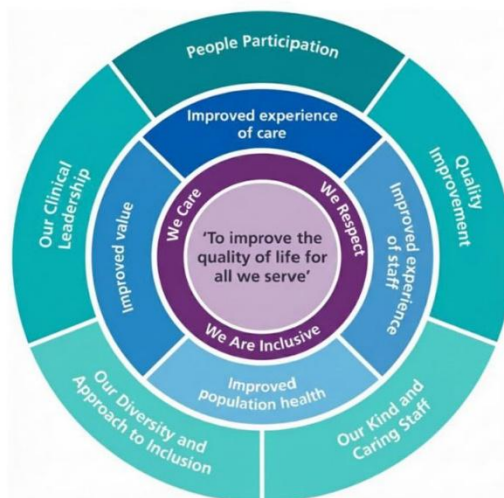 People Participation
Improved experience
of care
Our Clinical
Leadership
Quality
Improvement
Improved value
We Care
We Respect
Improved experience
of staff
'To improve the
quality of life for
all we serve'
We Are Inclusive
Improved
population health
Our Diversity and
Approach to Inclusion
Our Kind and
Caring Staff